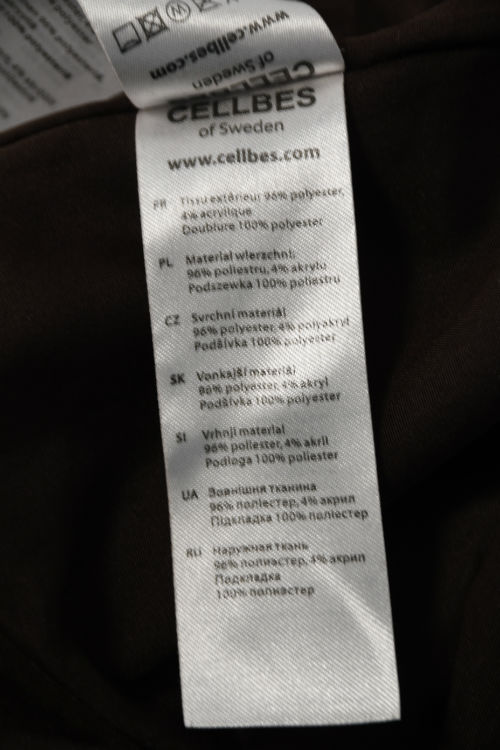 www.cellbes.com
of Sweden
CELLBES
CELLBES
of Sweden
www.cellbes.com
FR Tissu extérieur 96% polyester,
4% acrylique
Doublure 100% polyester
PL Materiał wierzchni:
96% poliestru, 4% akrylu
Podszewka 100% poliestru
CZ Svrchní materiál
96% polyester, 4% polyakryl
Podšívka 100% polyester
SK Vonkajší materiál
96% polyester, 4% akryl
Podšívka 100% polyester
SI Vrhnji material
96% poliester, 4% akril
Podloga 100% poliester
UA Зовнішня тканина
96% поліестер, 4% акрил
Підкладка 100% поліестер
RU Наружная ткань
96% полиэстер, 4% акрил
Подкладка
100% полиэстер